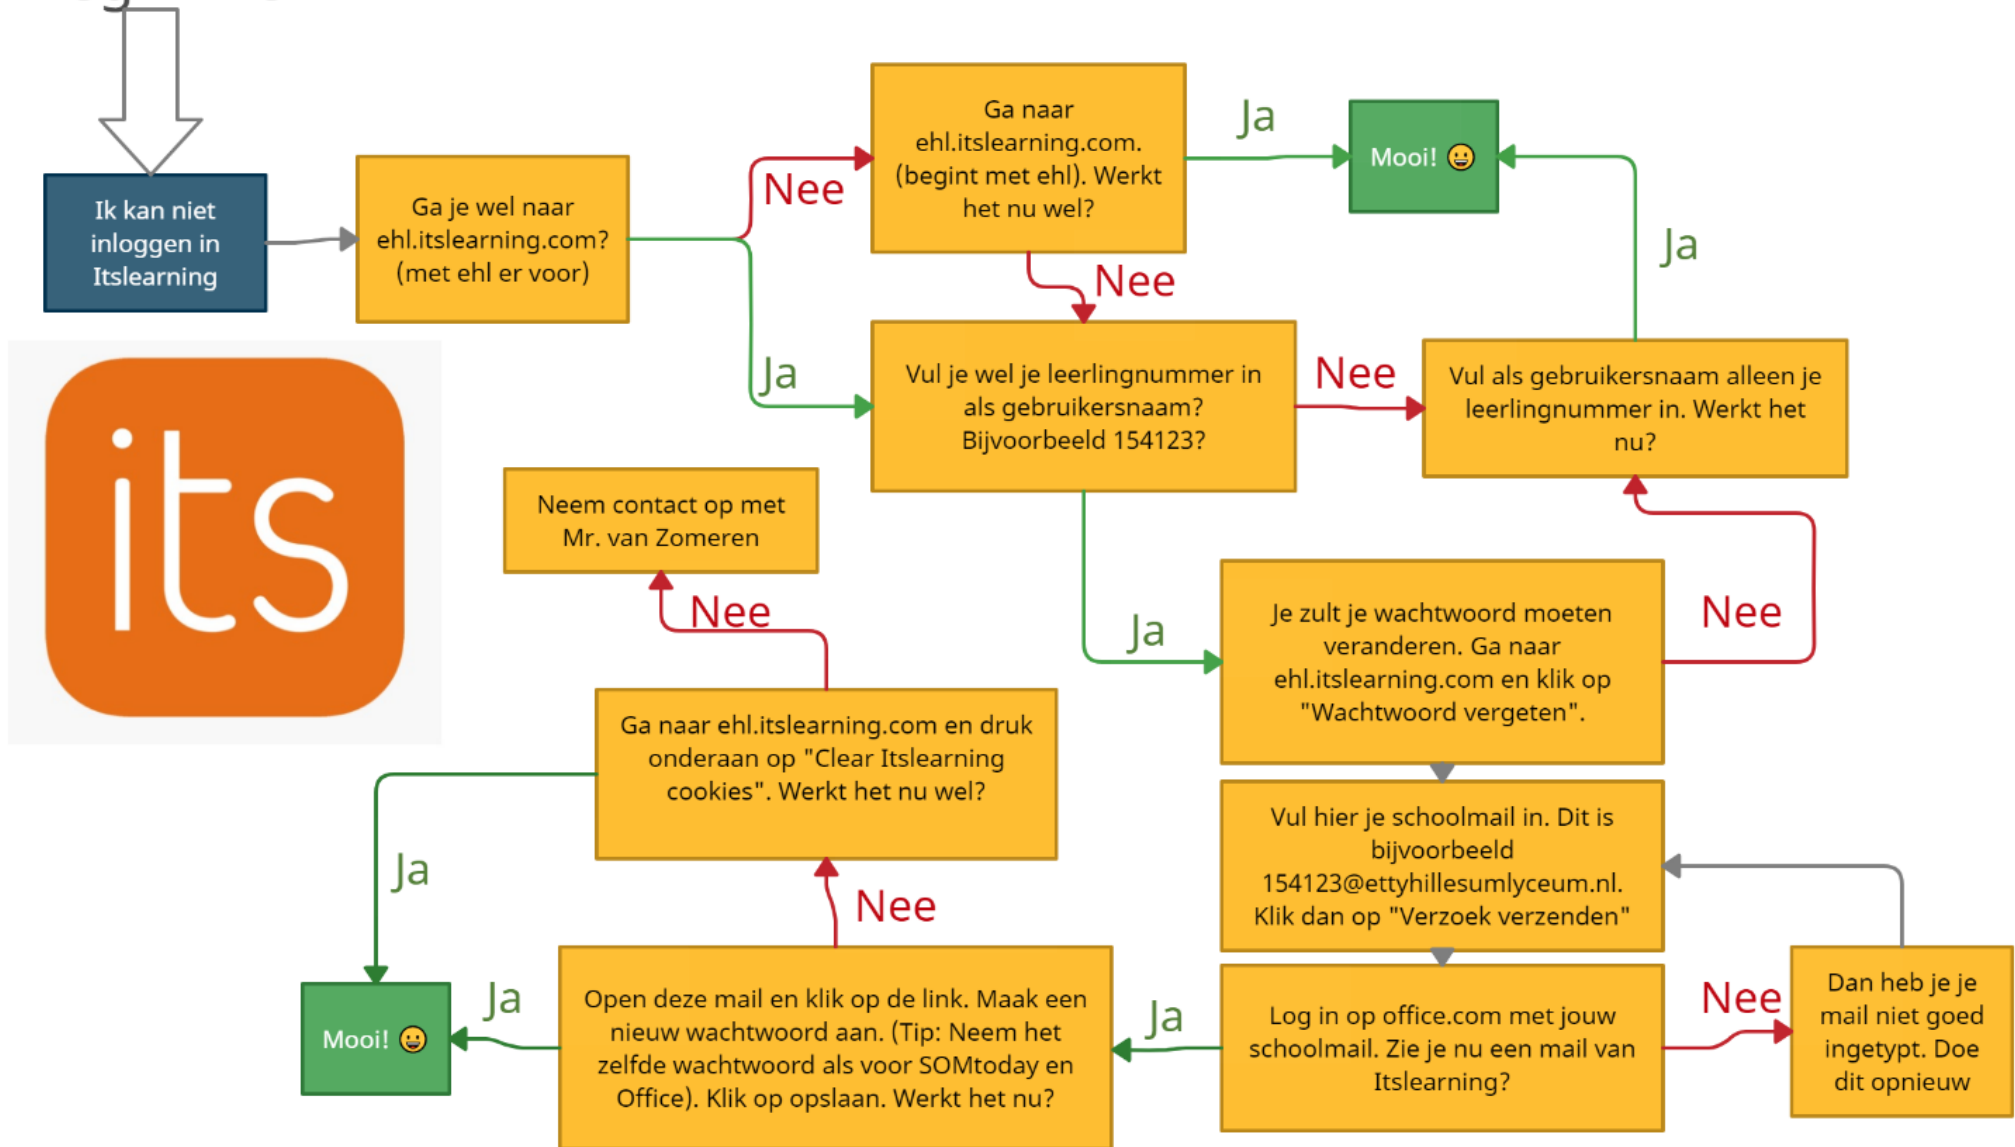 Ik kan niet
inloggen in
Itslearning
Ga je wel naar
ehl.itslearning.com?
(met ehl er voor)
Nee
Ja
Ga naar
ehl.itslearning.com.
(begint met ehl). Werkt
het nu wel?
Ja
Mooi! 😀
Nee
Ja
Vul je wel je leerlingnummer in
als gebruikersnaam?
Bijvoorbeeld 154123?
Nee
Vul als gebruikersnaam alleen je
leerlingnummer in. Werkt het
nu?
its
Neem contact op met
Mr. van Zomeren
Nee
Ja
Je zult je wachtwoord moeten
veranderen. Ga naar
ehl.itslearning.com en klik op
"Wachtwoord vergeten".
Nee
Ga naar ehl.itslearning.com en druk
onderaan op "Clear Itslearning
cookies". Werkt het nu wel?
Ja
Nee
Vul hier je schoolmail in. Dit is
bijvoorbeeld
154123@ettyhillesumlyceum.nl.
Klik dan op "Verzoek verzenden"
Mooi! 😀
Ja
Open deze mail en klik op de link. Maak een
nieuw wachtwoord aan. (Tip: Neem het
zelfde wachtwoord als voor SOMtoday en
Office). Klik op opslaan. Werkt het nu?
Ja
Log in op office.com met jouw
schoolmail. Zie je nu een mail van
Itslearning?
Nee
Dan heb je je
mail niet goed
ingetypt. Doe
dit opnieuw